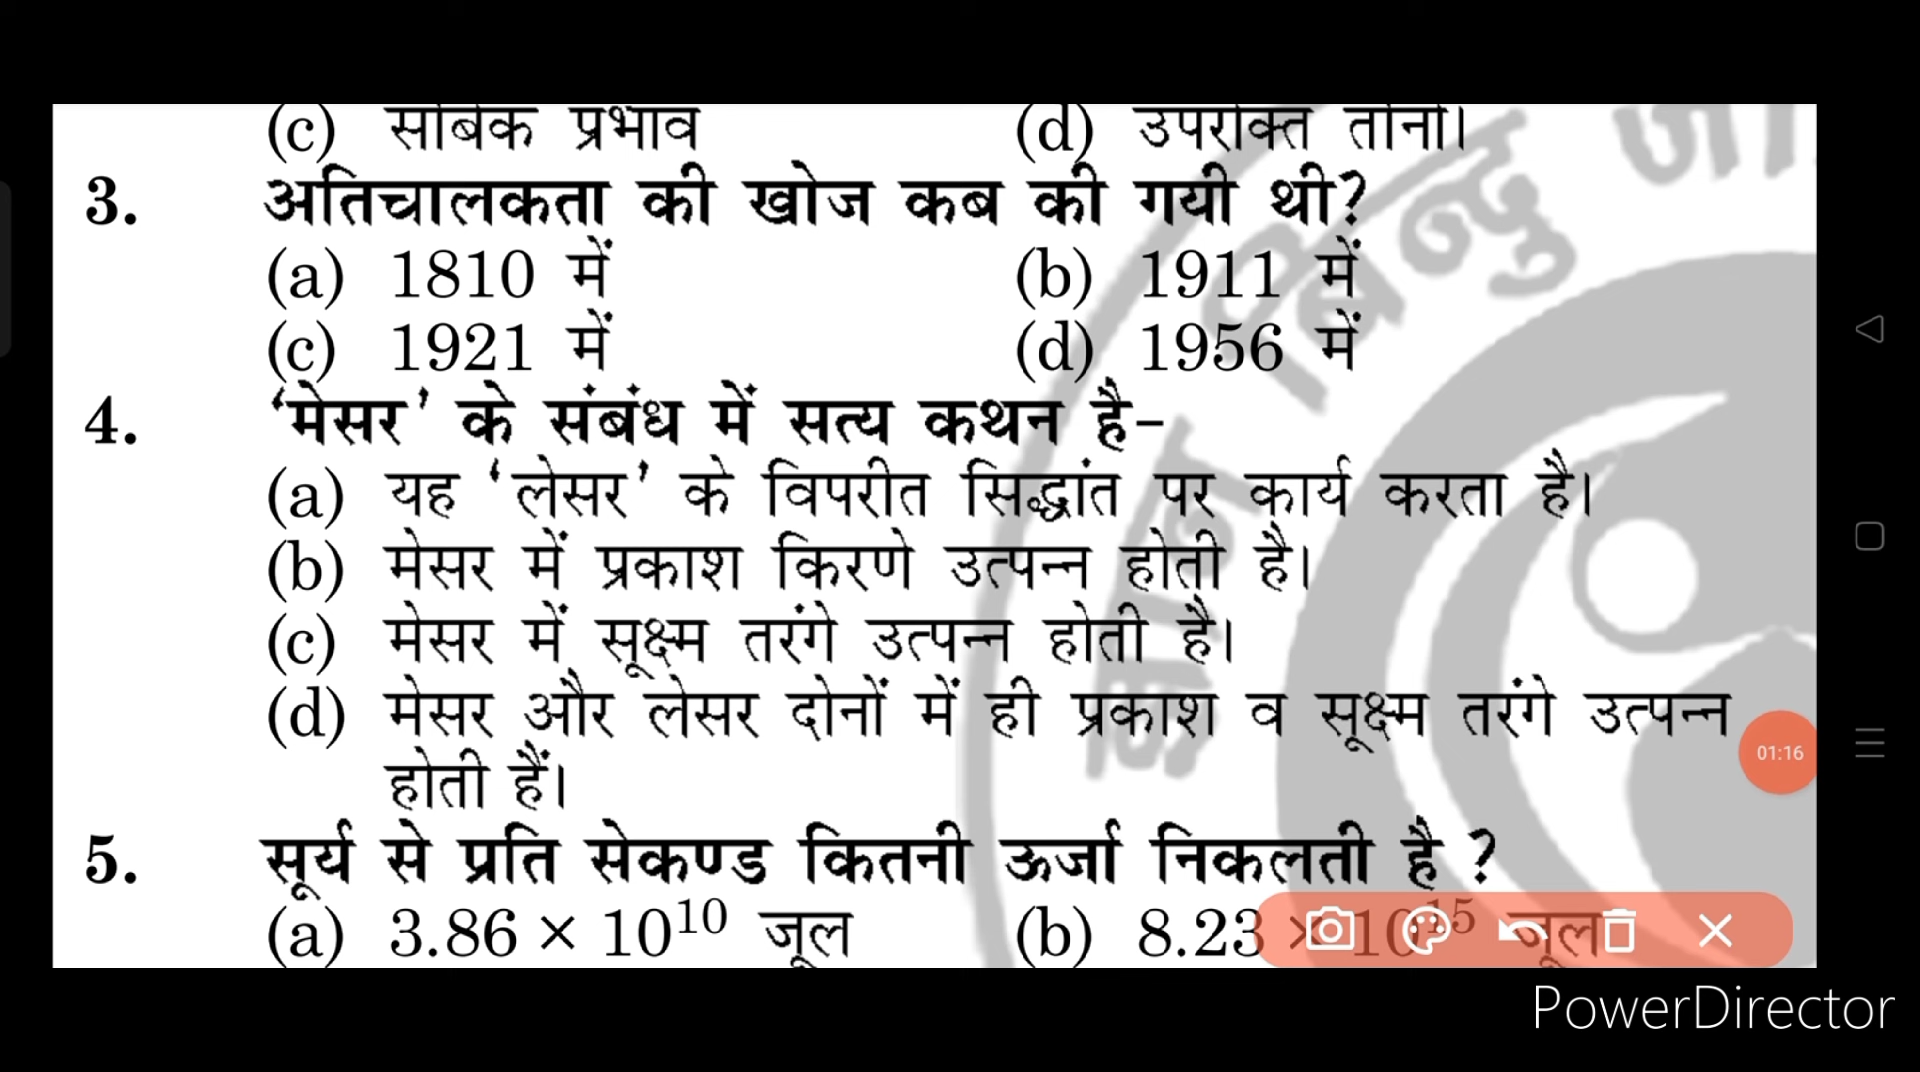 (c) सीबेक प्रभाव (d) उपरोक्त तीनों।
3. अतिचालकता की खोज कब की गयी थी?
(a) 1810 में (b) 1911 में
(c) 1921 में (d) 1956 में
4. ‘मेसर’ के संबंध में सत्य कथन है-
(a) यह ‘लेसर’ के विपरीत सिद्धांत पर कार्य करता है।
(b) मेसर में प्रकाश किरणे उत्पन्न होती है।
(c) मेसर में सूक्ष्म तरंगे उत्पन्न होती है।
(d) मेसर और लेसर दोनों में ही प्रकाश व सूक्ष्म तरंगे उत्पन्न
होती हैं।
01:16
5. सूर्य से प्रति सेकण्ड कितनी ऊर्जा निकलती है ?
(a) 3.86 × 10¹⁰ जूल (b) 8.23 × 10¹⁵ जूल
PowerDirector